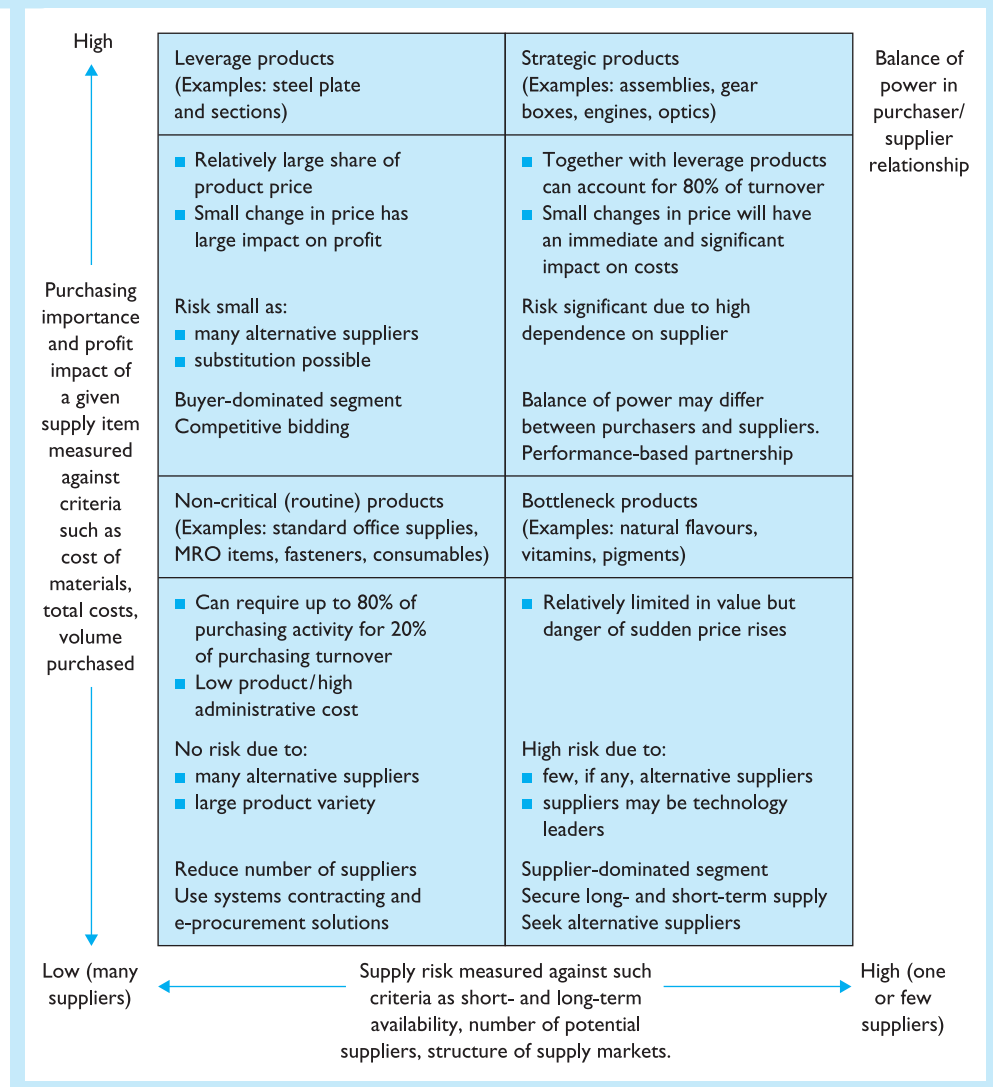 High
Leverage products
(Examples: steel plate
and sections)
Strategic products
(Examples: assemblies, gear
boxes, engines, optics)
Balance of
power in
purchaser/
supplier
relationship
Relatively large share of
product price
Small change in price has
large impact on profit
Risk small as:
many alternative suppliers
substitution possible
Buyer-dominated segment
Competitive bidding
Together with leverage products
can account for 80% of turnover
Small changes in price will have
an immediate and significant
impact on costs
Risk significant due to high
dependence on supplier
Balance of power may differ
between purchasers and suppliers.
Performance-based partnership
Purchasing
importance
and profit
impact of
a given
supply item
measured
against
criteria
such as
cost of
materials,
total costs,
volume
purchased
Non-critical (routine) products
(Examples: standard office supplies,
MRO items, fasteners, consumables)
Bottleneck products
(Examples: natural flavours,
vitamins, pigments)
Can require up to 80% of
purchasing activity for 20%
of purchasing turnover
Low product/high
administrative cost
No risk due to:
many alternative suppliers
large product variety
Reduce number of suppliers
Use systems contracting and
e-procurement solutions
Relatively limited in value but
danger of sudden price rises
High risk due to:
few, if any, alternative suppliers
suppliers may be technology
leaders
Supplier-dominated segment
Secure long- and short-term supply
Seek alternative suppliers
Low (many
suppliers)
Supply risk measured against such
criteria as short- and long-term
availability, number of potential
suppliers, structure of supply markets.
High (one
or few
suppliers)